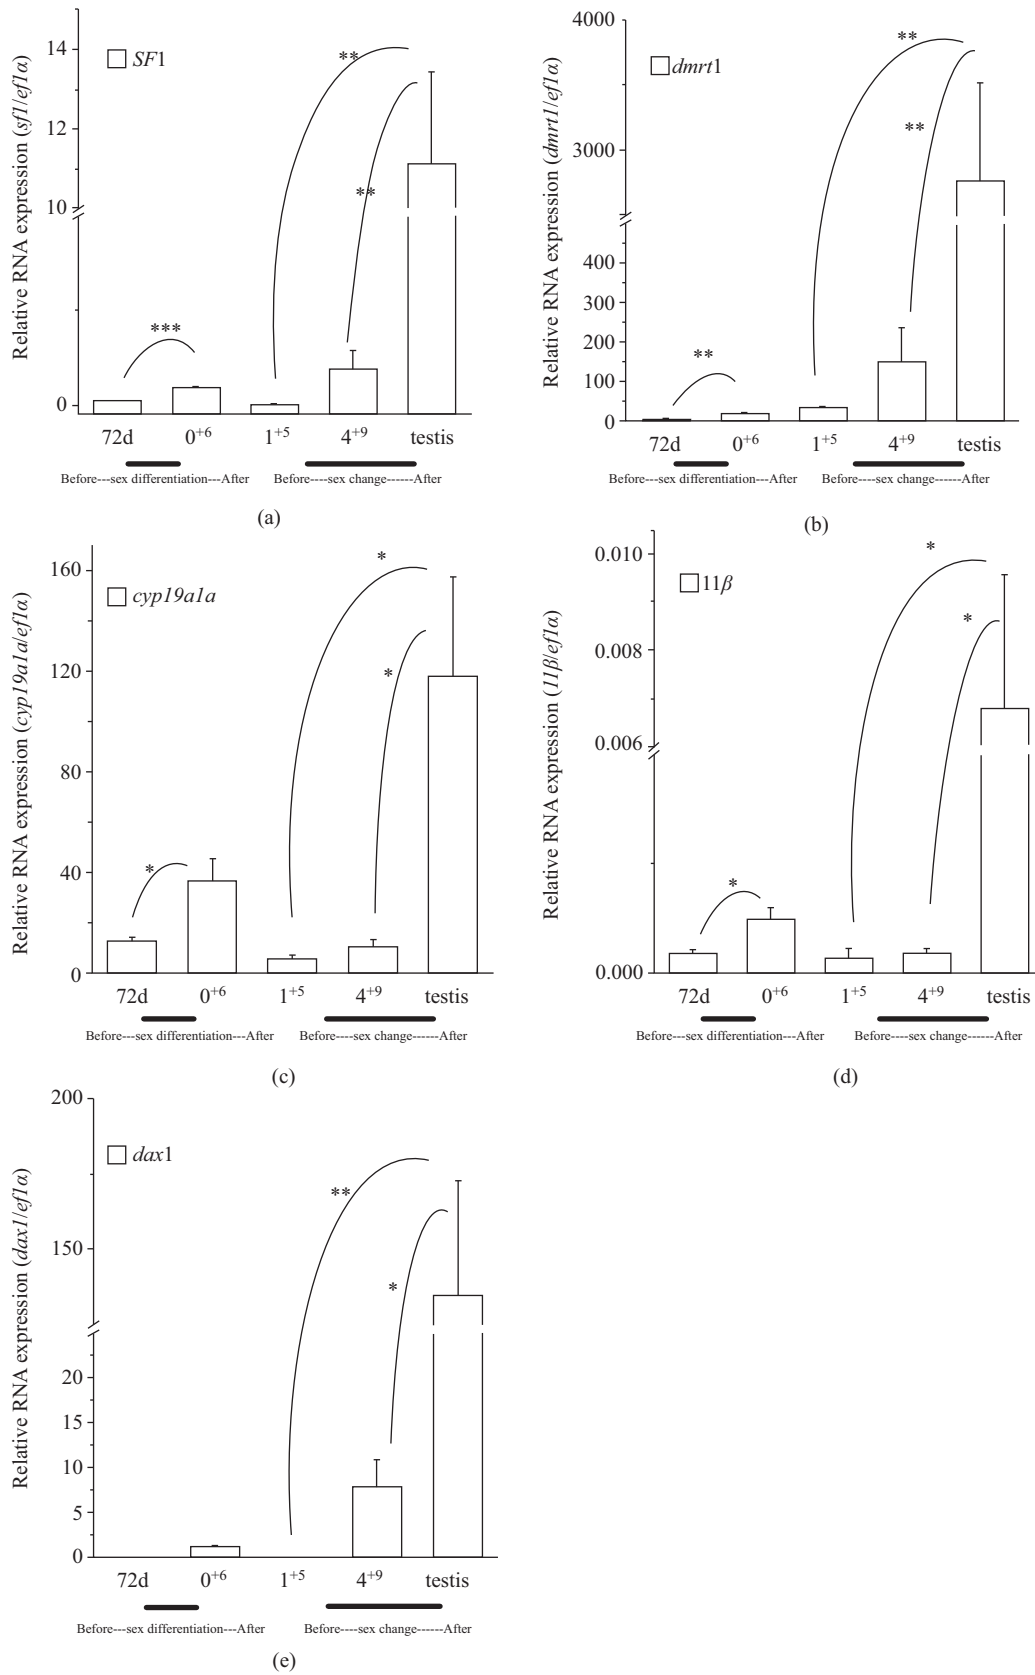 Relative RNA expression (sf1/ef1α)
14
12
10
0
SF1
**
**
***
72d 0+6 1+5 4+9 testis
Before---sex differentiation---After Before----sex change------After
(a)
Relative RNA expression (dmrt1/ef1α)
4000
3000
400
300
200
100
0
dmrt1
**
**
**
72d 0+6 1+5 4+9 testis
Before---sex differentiation---After Before----sex change------After
(b)
Relative RNA expression (cyp19a1a/ef1α)
160
120
80
40
0
cyp19a1a
*
*
*
72d 0+6 1+5 4+9 testis
Before---sex differentiation---After Before----sex change------After
(c)
Relative RNA expression (11β/ef1α)
0.010
0.008
0.006
0.000
11β
*
*
*
72d 0+6 1+5 4+9 testis
Before---sex differentiation---After Before----sex change------After
(d)
Relative RNA expression (dax1/ef1α)
200
150
20
15
10
5
0
dax1
**
*
72d 0+6 1+5 4+9 testis
Before---sex differentiation---After Before----sex change------After
(e)